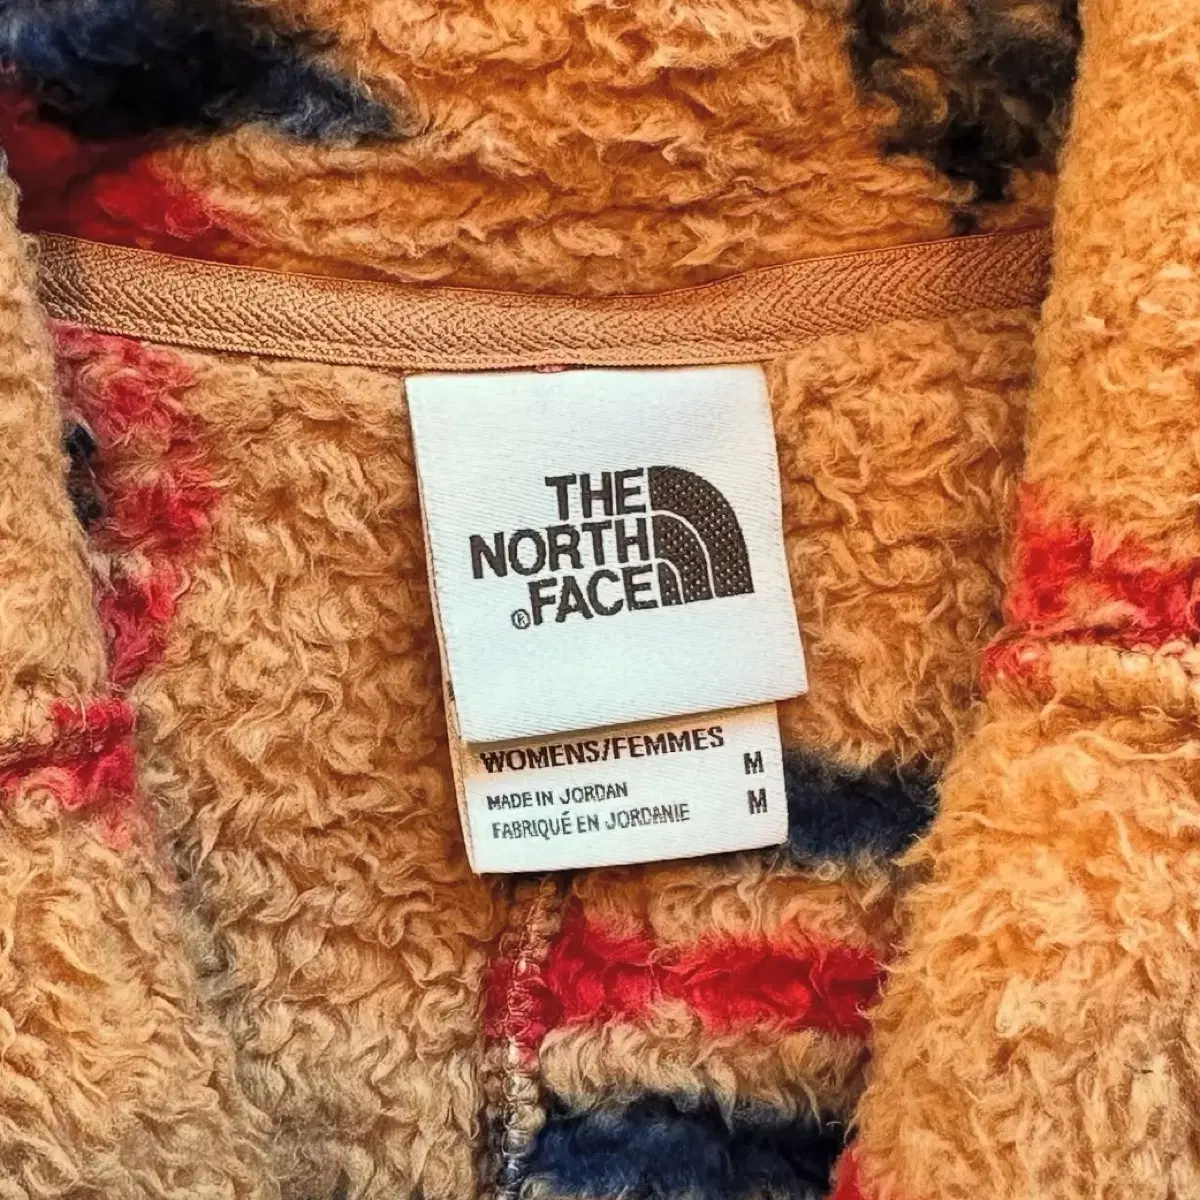 THE
NORTH
®FACE
WOMENS/FEMMES
M
MADE IN JORDAN
FABRIQUÉ EN JORDANIE
M